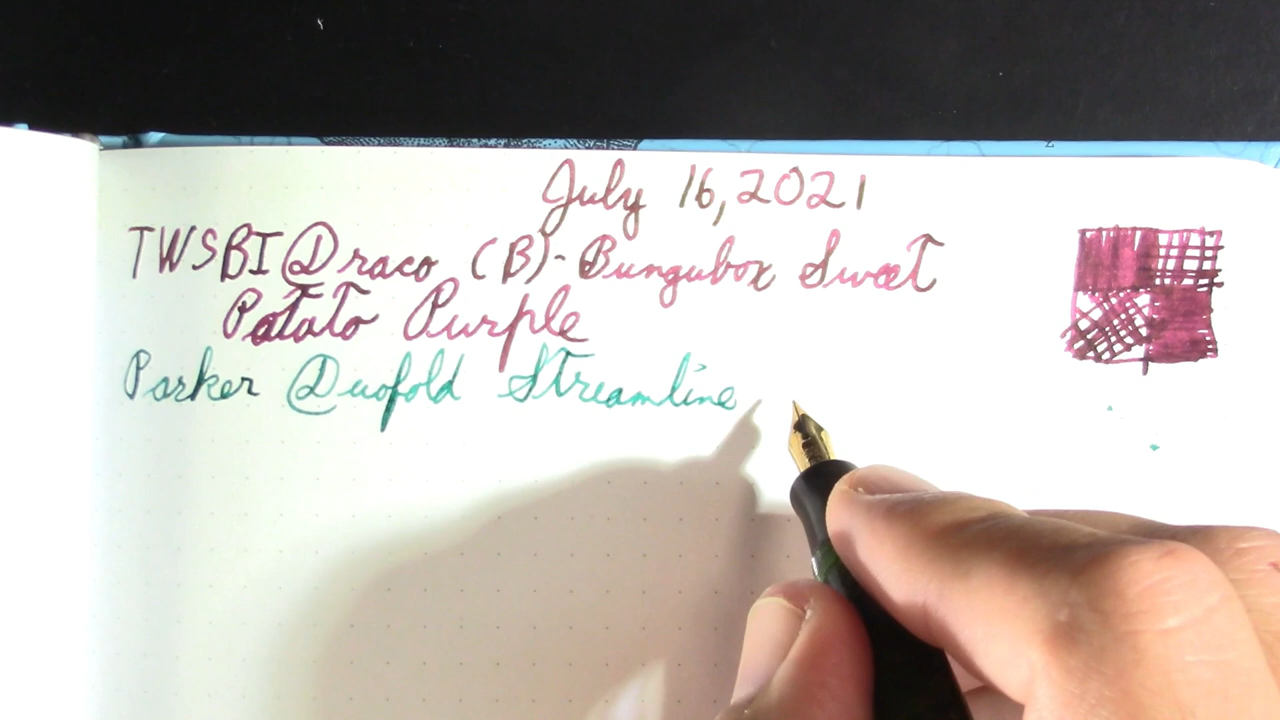 July 16, 2021
TWSBI Draco (B) - Bungubox Sweet
Potato Purple
Parker Duofold Streamline